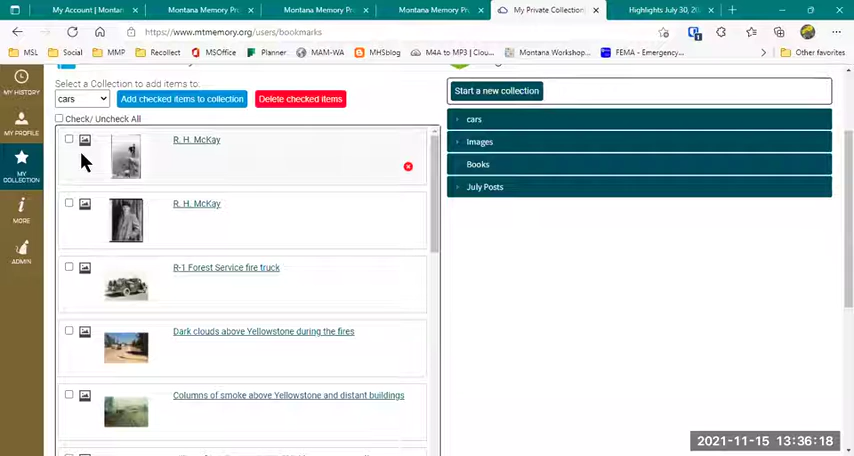 My Account | Montan
Montana Memory Pr
Montana Memory Pr
Montana Memory Pr
My Private Collection
Highlights July 30, 20
https://www.mtmemory.org/users/bookmarks
MSL
Social
MMP
Recollect
MSOffice
Planner
MAM-WA
MHSblog
M4A to MP3 | Clou...
Montana Workshop...
FEMA - Emergency...
Other favorites
MY HISTORY
MY PROFILE
MY COLLECTION
MORE
ADMIN
Select a Collection to add items to:
cars
Add checked items to collection
Delete checked items
Check/ Uncheck All
R. H. McKay
R. H. McKay
R-1 Forest Service fire truck
Dark clouds above Yellowstone during the fires
Columns of smoke above Yellowstone and distant buildings
Start a new collection
cars
Images
Books
July Posts
2021-11-15 13:36:18